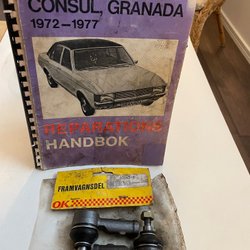 CONSUL, GRANADA
1972-1977
REPARATIONS
HANDBOK
FRAMVAGNSDEL
OK